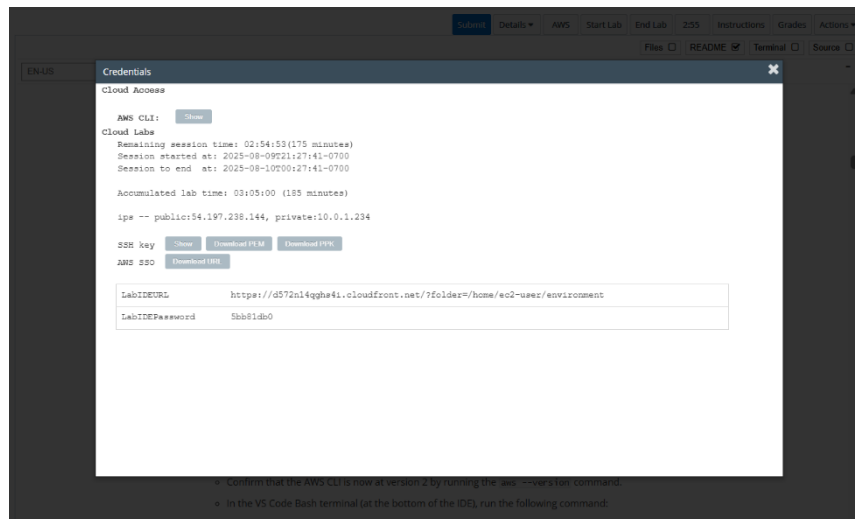 Submit Details AWS Start Lab End Lab 2:55 Instructions Grades Actions
Files README Terminal Source
EN-US
Credentials
Cloud Access
AWS CLI: Show
Cloud Labs
Remaining session time: 02:54:53(175 minutes)
Session started at: 2025-08-09T21:27:41-0700
Session to end at: 2025-08-10T00:27:41-0700
Accumulated lab time: 03:05:00 (185 minutes)
ips -- public:54.197.238.144, private:10.0.1.234
SSH key Show Download PEM Download PPK
AWS SSO Download URL
LabIDEURL https://d572nl4qghs4i.cloudfront.net/?folder=/home/ec2-user/environment
LabIDEPassword 5bb81db0
Confirm that the AWS CLI is now at version 2 by running the aws --version command.
In the VS Code Bash terminal (at the bottom of the IDE), run the following command: